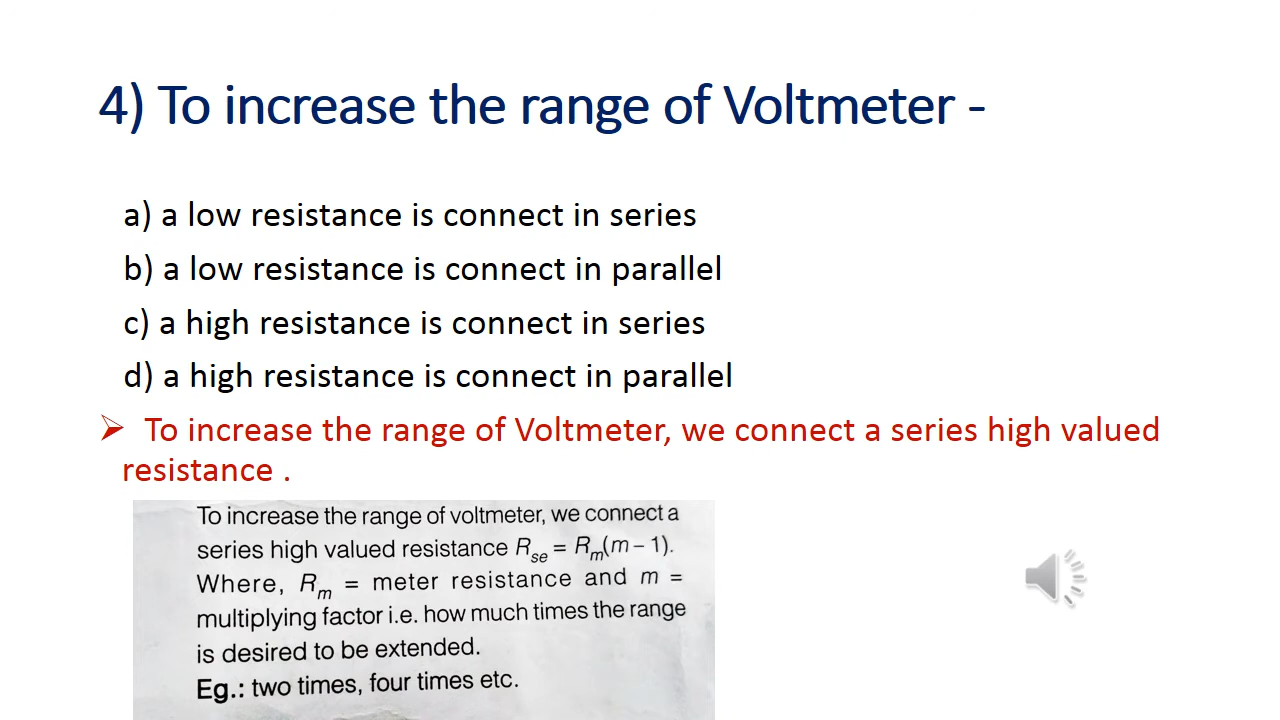 4) To increase the range of Voltmeter -
a) a low resistance is connect in series
b) a low resistance is connect in parallel
c) a high resistance is connect in series
d) a high resistance is connect in parallel
➢ To increase the range of Voltmeter, we connect a series high valued
resistance .
To increase the range of voltmeter, we connect a
series high valued resistance Rse = Rm(m – 1).
Where, Rm = meter resistance and m =
multiplying factor i.e. how much times the range
is desired to be extended.
Eg.: two times, four times etc.